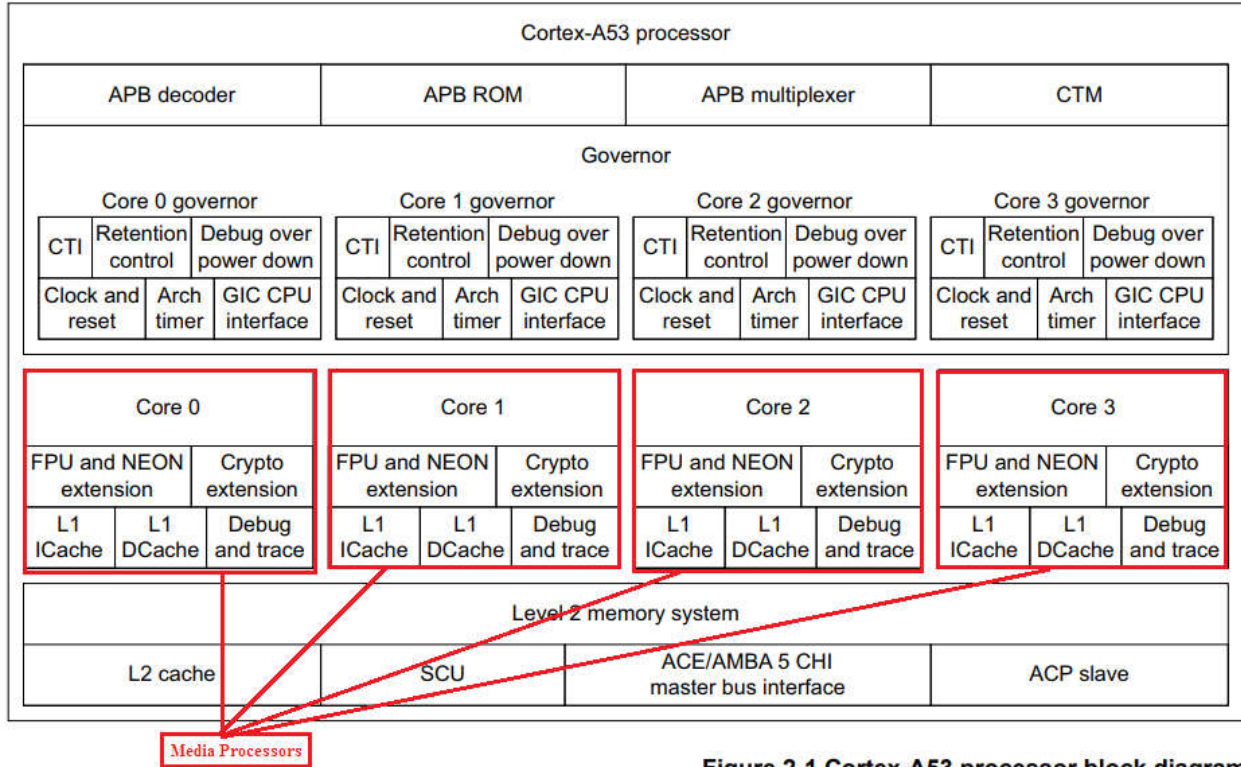 Cortex-A53 processor
APB decoder APB ROM APB multiplexer CTM
Governor
Core 0 governor Core 1 governor Core 2 governor Core 3 governor
CTI Retention control Debug over power down CTI Retention control Debug over power down CTI Retention control Debug over power down CTI Retention control Debug over power down
Clock and reset Arch timer GIC CPU interface Clock and reset Arch timer GIC CPU interface Clock and reset Arch timer GIC CPU interface Clock and reset Arch timer GIC CPU interface
Core 0 Core 1 Core 2 Core 3
FPU and NEON extension Crypto extension FPU and NEON extension Crypto extension FPU and NEON extension Crypto extension FPU and NEON extension Crypto extension
L1 ICache L1 DCache Debug and trace L1 ICache L1 DCache Debug and trace L1 ICache L1 DCache Debug and trace L1 ICache L1 DCache Debug and trace
Level 2 memory system
L2 cache SCU ACE/AMBA 5 CHI master bus interface ACP slave
Media Processors
Figure 2-1 Cortex-A53 processor block diagram